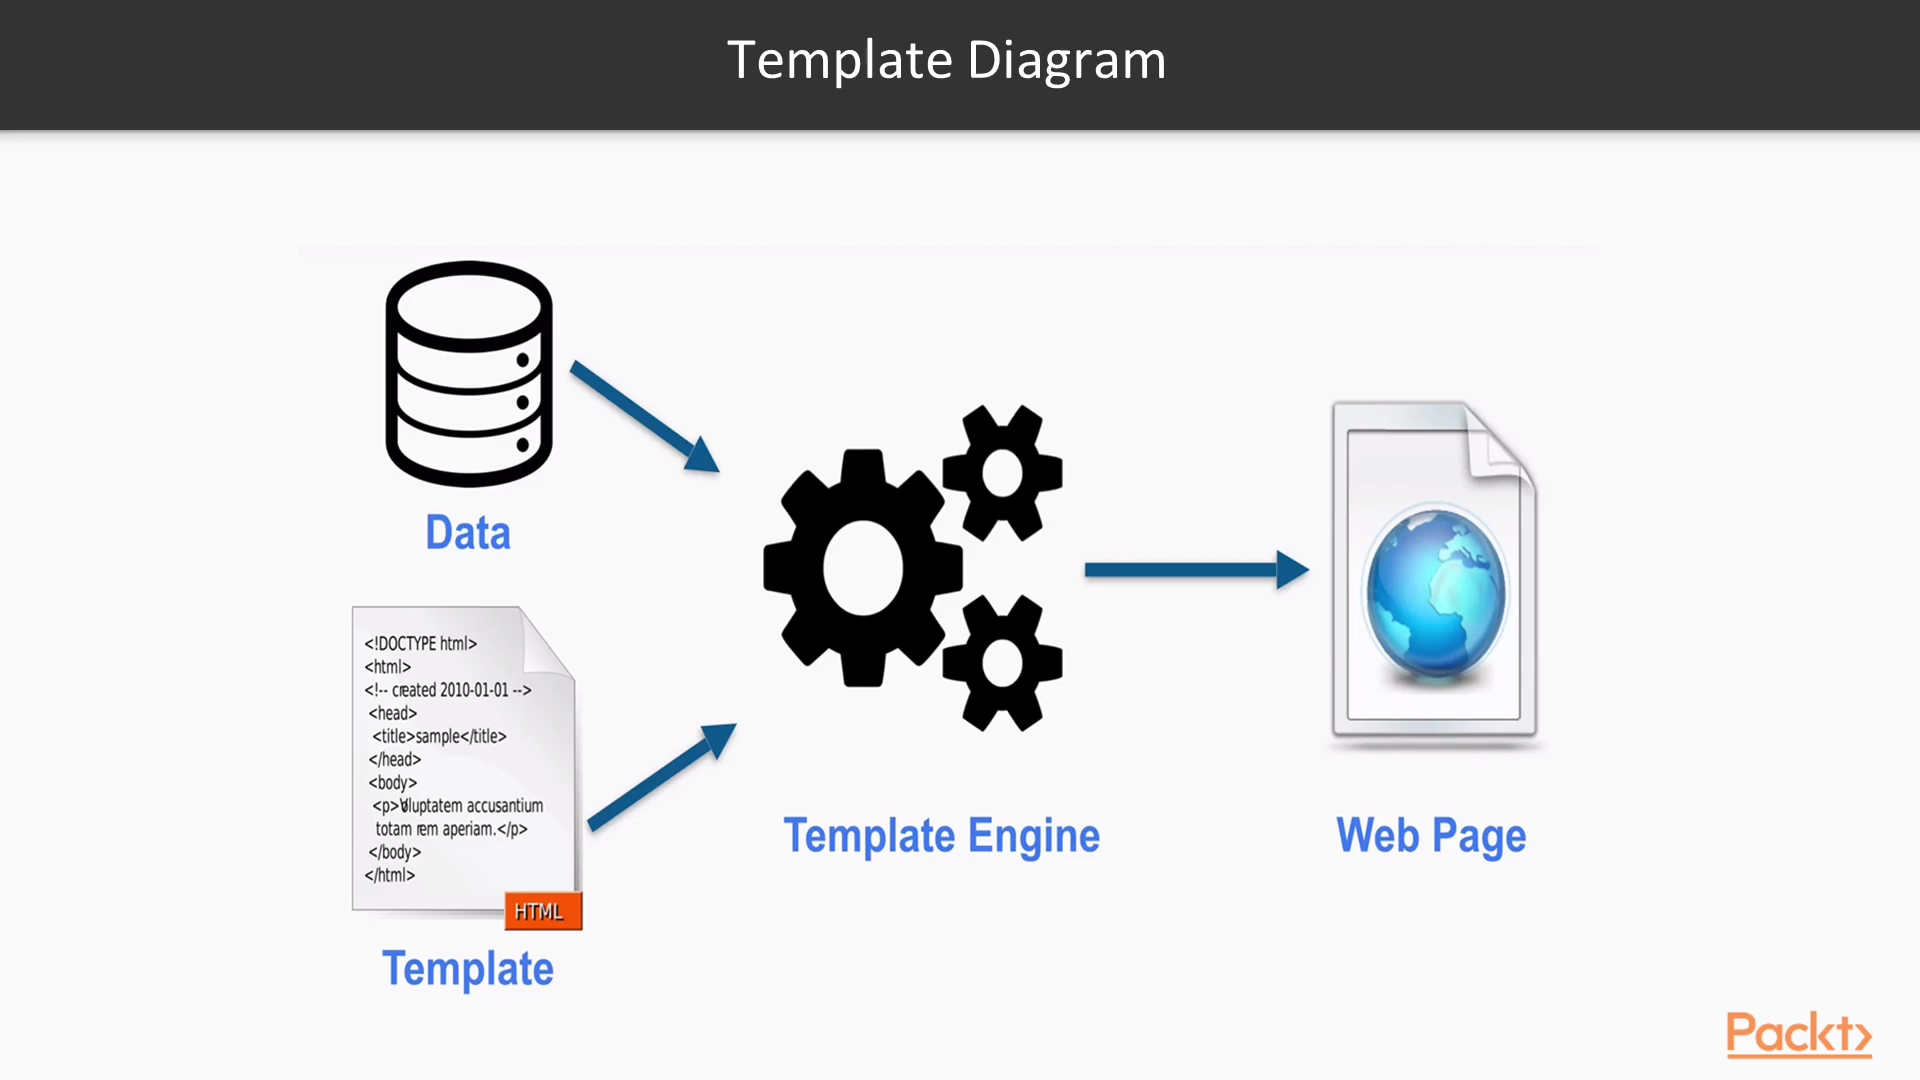 Template Diagram
Data
<!DOCTYPE html>
<html>
<!-- created 2010-01-01 -->
<head>
<title>sample</title>
</head>
<body>
<p>Voluptatem accusantium
totam rem aperiam.</p>
</body>
</html>
HTML
Template
Template Engine
Web Page
Packt>